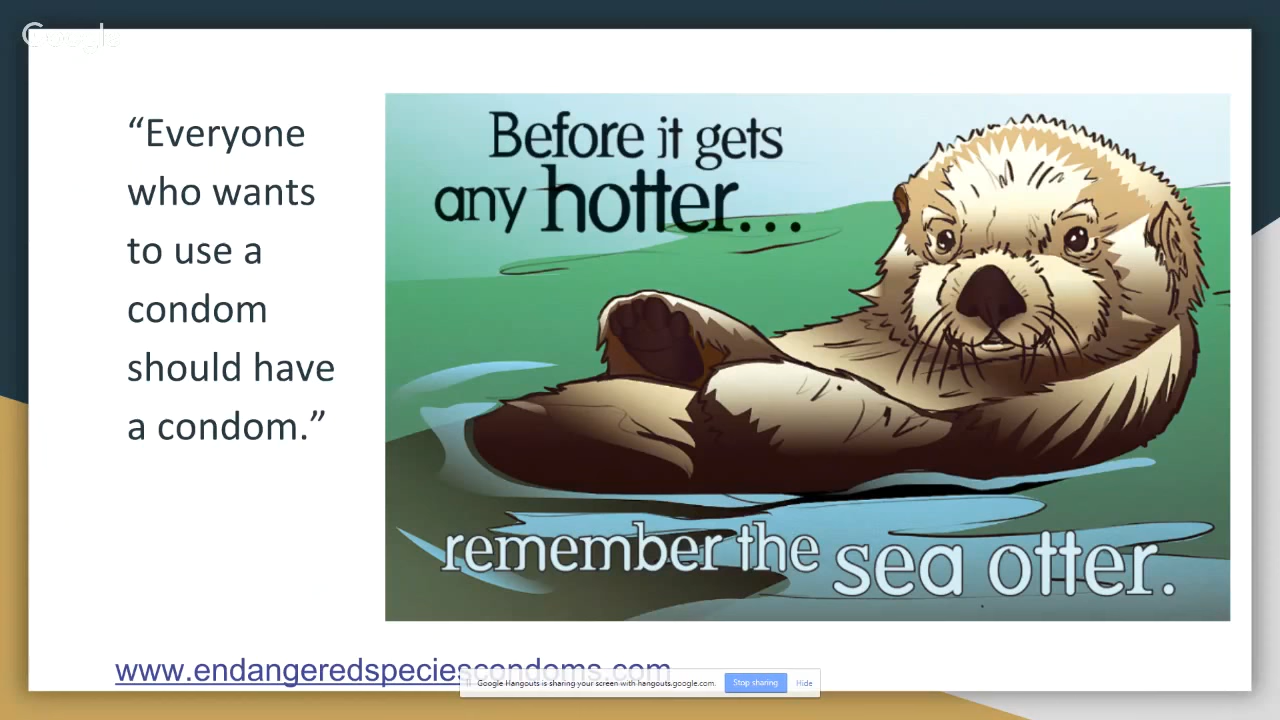 Google
“Everyone
who wants
to use a
condom
should have
a condom.”
Before it gets
any hotter...
remember the sea otter.
www.endangeredspeciescondoms.com
Google Hangouts is sharing your screen with hangouts.google.com.
Stop sharing
Hide